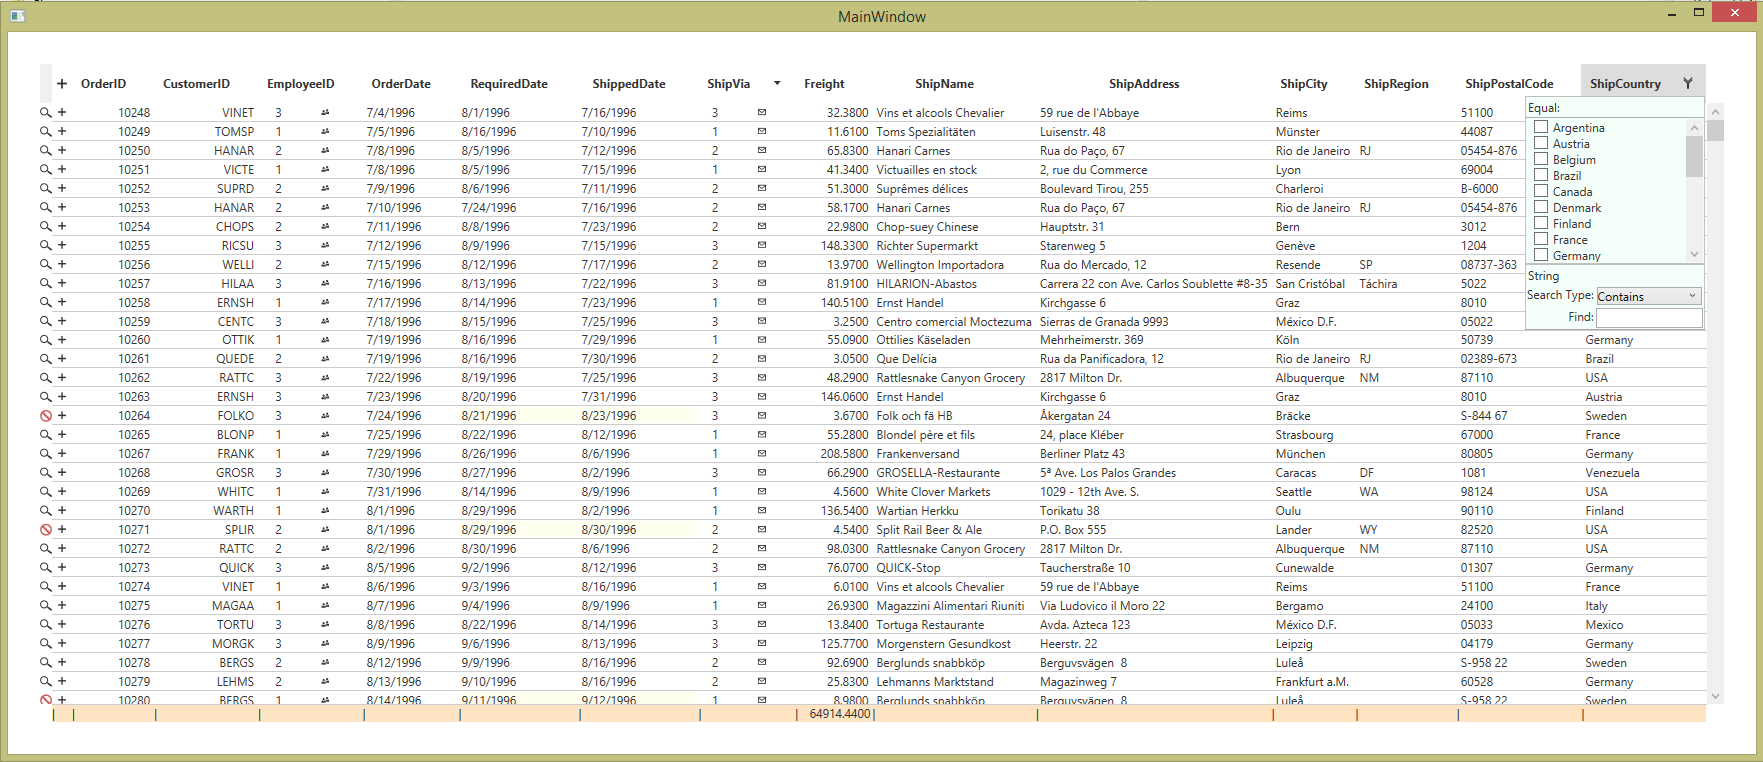 MainWindow
OrderID CustomerID EmployeeID OrderDate RequiredDate ShippedDate ShipVia Freight ShipName ShipAddress ShipCity ShipRegion ShipPostalCode ShipCountry
10248 VINET 3 7/4/1996 8/1/1996 7/16/1996 3 32.3800 Vins et alcools Chevalier 59 rue de l'Abbaye Reims 51100
Equal:
10249 TOMSP 1 7/5/1996 8/16/1996 7/10/1996 1 11.6100 Toms Spezialitäten Luisenstr. 48 Münster 44087
10250 HANAR 2 7/8/1996 8/5/1996 7/12/1996 2 65.8300 Hanari Carnes Rua do Paço, 67 Rio de Janeiro RJ 05454-876
10251 VICTE 1 7/8/1996 8/5/1996 7/15/1996 1 41.3400 Victuailles en stock 2, rue du Commerce Lyon 69004
10252 SUPRD 2 7/9/1996 8/6/1996 7/11/1996 2 51.3000 Suprêmes délices Boulevard Tirou, 255 Charleroi B-6000
10253 HANAR 2 7/10/1996 7/24/1996 7/16/1996 2 58.1700 Hanari Carnes Rua do Paço, 67 Rio de Janeiro RJ 05454-876
10254 CHOPS 2 7/11/1996 8/8/1996 7/23/1996 2 22.9800 Chop-suey Chinese Hauptstr. 31 Bern 3012
10255 RICSU 3 7/12/1996 8/9/1996 7/15/1996 3 148.3300 Richter Supermarkt Starenweg 5 Genève 1204
10256 WELLI 2 7/15/1996 8/12/1996 7/17/1996 2 13.9700 Wellington Importadora Rua do Mercado, 12 Resende SP 08737-363
10257 HILAA 3 7/16/1996 8/13/1996 7/22/1996 3 81.9100 HILARION-Abastos Carrera 22 con Ave. Carlos Soublette #8-35 San Cristóbal Táchira 5022
10258 ERNSH 1 7/17/1996 8/14/1996 7/23/1996 1 140.5100 Ernst Handel Kirchgasse 6 Graz 8010
10259 CENTC 3 7/18/1996 8/15/1996 7/25/1996 3 3.2500 Centro comercial Moctezuma Sierras de Granada 9993 México D.F. 05022
Argentina
Austria
Belgium
Brazil
Canada
Denmark
Finland
France
Germany
String
Search Type: Contains
Find:
10260 OTTIK 1 7/19/1996 8/16/1996 7/29/1996 1 55.0900 Ottilies Käseladen Mehrheimerstr. 369 Köln 50739 Germany
10261 QUEDE 2 7/19/1996 8/16/1996 7/30/1996 2 3.0500 Que Delícia Rua da Panificadora, 12 Rio de Janeiro RJ 02389-673 Brazil
10262 RATTC 3 7/22/1996 8/19/1996 7/25/1996 3 48.2900 Rattlesnake Canyon Grocery 2817 Milton Dr. Albuquerque NM 87110 USA
10263 ERNSH 3 7/23/1996 8/20/1996 7/31/1996 3 146.0600 Ernst Handel Kirchgasse 6 Graz 8010 Austria
10264 FOLKO 3 7/24/1996 8/21/1996 8/23/1996 3 3.6700 Folk och fä HB Åkergatan 24 Bräcke S-844 67 Sweden
10265 BLONP 1 7/25/1996 8/22/1996 8/12/1996 1 55.2800 Blondel père et fils 24, place Kléber Strasbourg 67000 France
10267 FRANK 1 7/29/1996 8/26/1996 8/6/1996 1 208.5800 Frankenversand Berliner Platz 43 München 80805 Germany
10268 GROSR 3 7/30/1996 8/27/1996 8/2/1996 3 66.2900 GROSELLA-Restaurante 5ª Ave. Los Palos Grandes Caracas DF 1081 Venezuela
10269 WHITC 1 7/31/1996 8/14/1996 8/9/1996 1 4.5600 White Clover Markets 1029 - 12th Ave. S. Seattle WA 98124 USA
10270 WARTH 1 8/1/1996 8/29/1996 8/2/1996 1 136.5400 Wartian Herkku Torikatu 38 Oulu 90110 Finland
10271 SPLIR 2 8/1/1996 8/29/1996 8/30/1996 2 4.5400 Split Rail Beer & Ale P.O. Box 555 Lander WY 82520 USA
10272 RATTC 2 8/2/1996 8/30/1996 8/6/1996 2 98.0300 Rattlesnake Canyon Grocery 2817 Milton Dr. Albuquerque NM 87110 USA
10273 QUICK 3 8/5/1996 9/2/1996 8/12/1996 3 76.0700 QUICK-Stop Taucherstraße 10 Cunewalde 01307 Germany
10274 VINET 1 8/6/1996 9/3/1996 8/16/1996 1 6.0100 Vins et alcools Chevalier 59 rue de l'Abbaye Reims 51100 France
10275 MAGAA 1 8/7/1996 9/4/1996 8/9/1996 1 26.9300 Magazzini Alimentari Riuniti Via Ludovico il Moro 22 Bergamo 24100 Italy
10276 TORTU 3 8/8/1996 8/22/1996 8/14/1996 3 13.8400 Tortuga Restaurante Avda. Azteca 123 México D.F. 05033 Mexico
10277 MORGK 3 8/9/1996 9/6/1996 8/13/1996 3 125.7700 Morgenstern Gesundkost Heerstr. 22 Leipzig 04179 Germany
10278 BERGS 2 8/12/1996 9/9/1996 8/16/1996 2 92.6900 Berglunds snabbköp Berguvsvägen 8 Luleå S-958 22 Sweden
10279 LEHMS 2 8/13/1996 9/10/1996 8/16/1996 2 25.8300 Lehmanns Marktstand Magazinweg 7 Frankfurt a.M. 60528 Germany
10280 BERGS 1 8/14/1996 9/11/1996 9/12/1996 1 8.9800 Berglunds snabbköp Berguvsvägen 8 Luleå S-958 22 Sweden
64914.4400